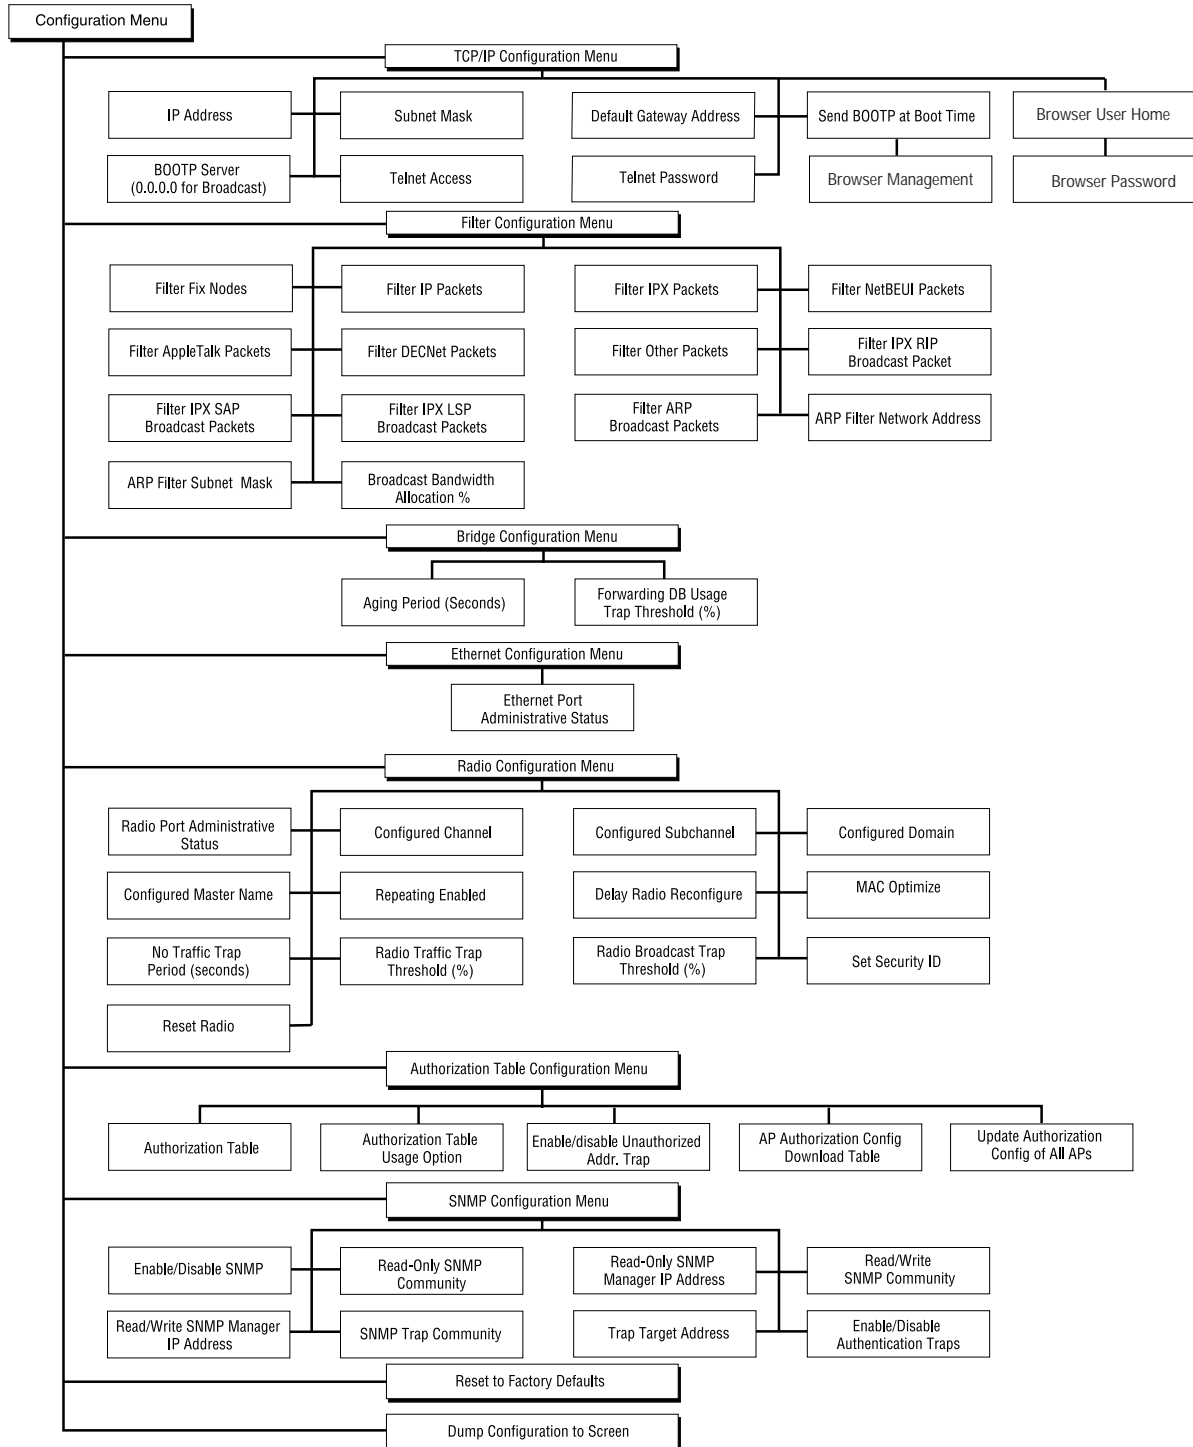 Configuration Menu
TCP/IP Configuration Menu
IP Address
Subnet Mask
Default Gateway Address
Send BOOTP at Boot Time
Browser User Home
BOOTP Server
(0.0.0.0 for Broadcast)
Telnet Access
Telnet Password
Browser Management
Browser Password
Filter Configuration Menu
Filter Fix Nodes
Filter IP Packets
Filter IPX Packets
Filter NetBEUI Packets
Filter AppleTalk Packets
Filter DECNet Packets
Filter Other Packets
Filter IPX RIP
Broadcast Packet
Filter IPX SAP
Broadcast Packets
Filter IPX LSP
Broadcast Packets
Filter ARP
Broadcast Packets
ARP Filter Network Address
ARP Filter Subnet Mask
Broadcast Bandwidth
Allocation %
Bridge Configuration Menu
Aging Period (Seconds)
Forwarding DB Usage
Trap Threshold (%)
Ethernet Configuration Menu
Ethernet Port
Administrative Status
Radio Configuration Menu
Radio Port Administrative
Status
Configured Channel
Configured Subchannel
Configured Domain
Configured Master Name
Repeating Enabled
Delay Radio Reconfigure
MAC Optimize
No Traffic Trap
Period (seconds)
Radio Traffic Trap
Threshold (%)
Radio Broadcast Trap
Threshold (%)
Set Security ID
Reset Radio
Authorization Table Configuration Menu
Authorization Table
Authorization Table
Usage Option
Enable/disable Unauthorized
Addr. Trap
AP Authorization Config
Download Table
Update Authorization
Config of All APs
SNMP Configuration Menu
Enable/Disable SNMP
Read-Only SNMP
Community
Read-Only SNMP
Manager IP Address
Read/Write
SNMP Community
Read/Write SNMP Manager
IP Address
SNMP Trap Community
Trap Target Address
Enable/Disable
Authentication Traps
Reset to Factory Defaults
Dump Configuration to Screen